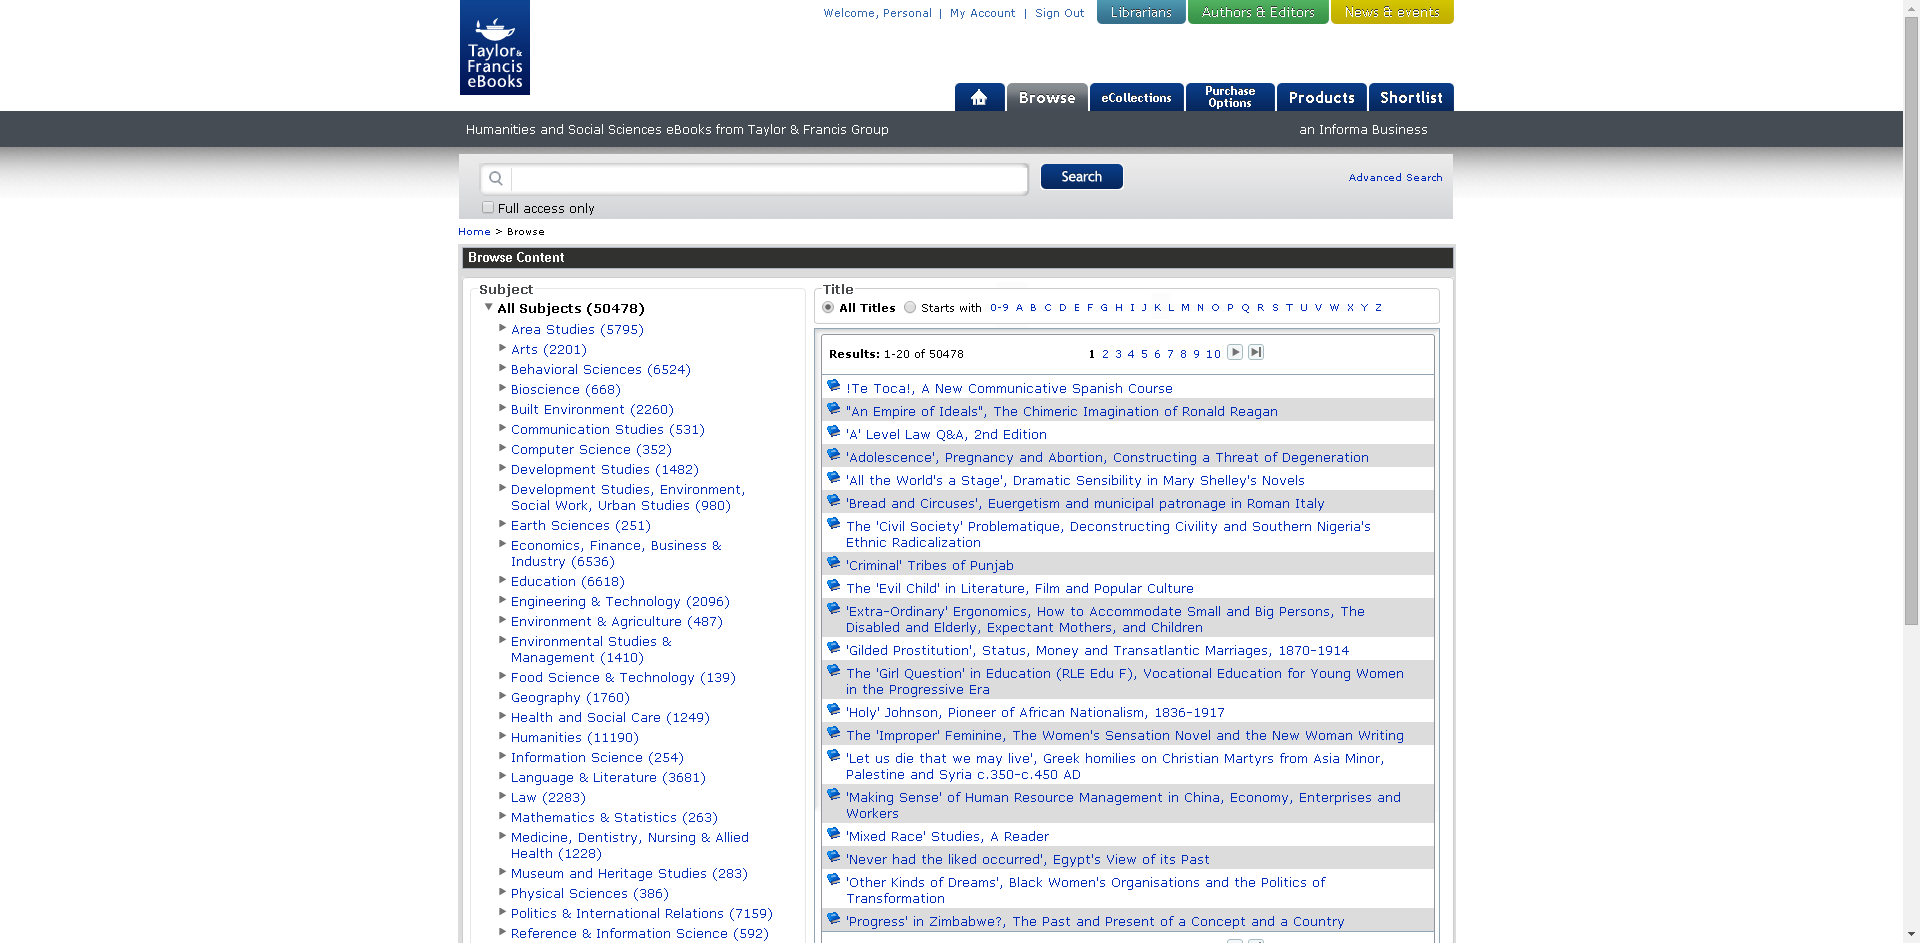 Welcome, Personal | My Account | Sign Out
Librarians
Authors & Editors
News & events
Taylor &
Francis
eBooks
Browse
eCollections
Purchase
Options
Products
Shortlist
Humanities and Social Sciences eBooks from Taylor & Francis Group
an Informa Business
Search
Advanced Search
Full access only
Home > Browse
Browse Content
Subject
All Subjects (50478)
Area Studies (5795)
Arts (2201)
Behavioral Sciences (6524)
Bioscience (668)
Built Environment (2260)
Communication Studies (531)
Computer Science (352)
Development Studies (1482)
Development Studies, Environment,
Social Work, Urban Studies (980)
Earth Sciences (251)
Economics, Finance, Business &
Industry (6536)
Education (6618)
Engineering & Technology (2096)
Environment & Agriculture (487)
Environmental Studies &
Management (1410)
Food Science & Technology (139)
Geography (1760)
Health and Social Care (1249)
Humanities (11190)
Information Science (254)
Language & Literature (3681)
Law (2283)
Mathematics & Statistics (263)
Medicine, Dentistry, Nursing & Allied
Health (1228)
Museum and Heritage Studies (283)
Physical Sciences (386)
Politics & International Relations (7159)
Reference & Information Science (592)
Title
All Titles Starts with 0-9 A B C D E F G H I J K L M N O P Q R S T U V W X Y Z
Results: 1-20 of 50478
1 2 3 4 5 6 7 8 9 10
!Te Toca!, A New Communicative Spanish Course
"An Empire of Ideals", The Chimeric Imagination of Ronald Reagan
'A' Level Law Q&A, 2nd Edition
'Adolescence', Pregnancy and Abortion, Constructing a Threat of Degeneration
'All the World's a Stage', Dramatic Sensibility in Mary Shelley's Novels
'Bread and Circuses', Euergetism and municipal patronage in Roman Italy
The 'Civil Society' Problematique, Deconstructing Civility and Southern Nigeria's
Ethnic Radicalization
'Criminal' Tribes of Punjab
The 'Evil Child' in Literature, Film and Popular Culture
'Extra-Ordinary' Ergonomics, How to Accommodate Small and Big Persons, The
Disabled and Elderly, Expectant Mothers, and Children
'Gilded Prostitution', Status, Money and Transatlantic Marriages, 1870-1914
The 'Girl Question' in Education (RLE Edu F), Vocational Education for Young Women
in the Progressive Era
'Holy' Johnson, Pioneer of African Nationalism, 1836-1917
The 'Improper' Feminine, The Women's Sensation Novel and the New Woman Writing
'Let us die that we may live', Greek homilies on Christian Martyrs from Asia Minor,
Palestine and Syria c.350-c.450 AD
'Making Sense' of Human Resource Management in China, Economy, Enterprises and
Workers
'Mixed Race' Studies, A Reader
'Never had the liked occurred', Egypt's View of its Past
'Other Kinds of Dreams', Black Women's Organisations and the Politics of
Transformation
'Progress' in Zimbabwe?, The Past and Present of a Concept and a Country